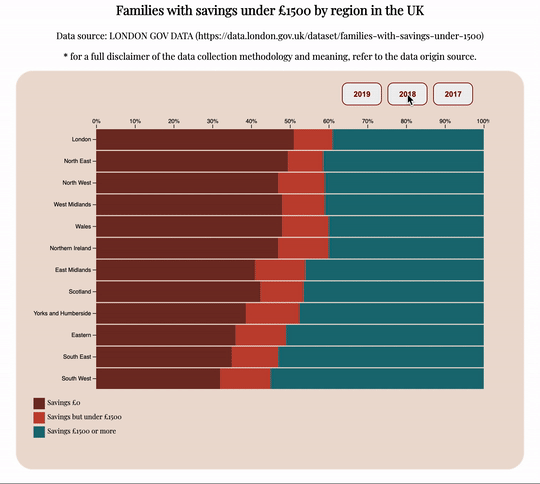 Families with savings under £1500 by region in the UK
Data source: LONDON GOV DATA (https://data.london.gov.uk/dataset/families-with-savings-under-1500)
* for a full disclaimer of the data collection methodology and meaning, refer to the data origin source.
2019 2018 2017
0% 10% 20% 30% 40% 50% 60% 70% 80% 90% 100%
London
North East
North West
West Midlands
Wales
Northern Ireland
East Midlands
Scotland
Yorks and Humberside
Eastern
South East
South West
Savings £0
Savings but under £1500
Savings £1500 or more